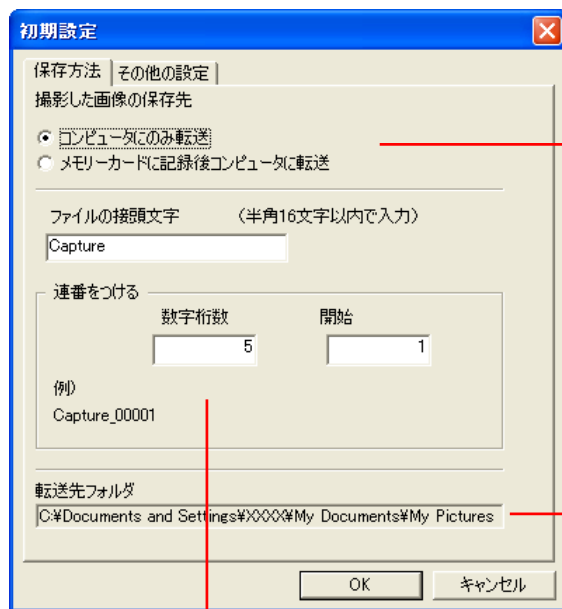 初期設定
保存方法 その他の設定
撮影した画像の保存先
コンピュータにのみ転送
メモリーカードに記録後コンピュータに転送
ファイルの接頭文字 （半角16文字以内で入力）
Capture
連番をつける
数字桁数 開始
5 1
例）
Capture_00001
転送先フォルダ
C:¥Documents and Settings¥XXXX¥My Documents¥My Pictures
OK キャンセル